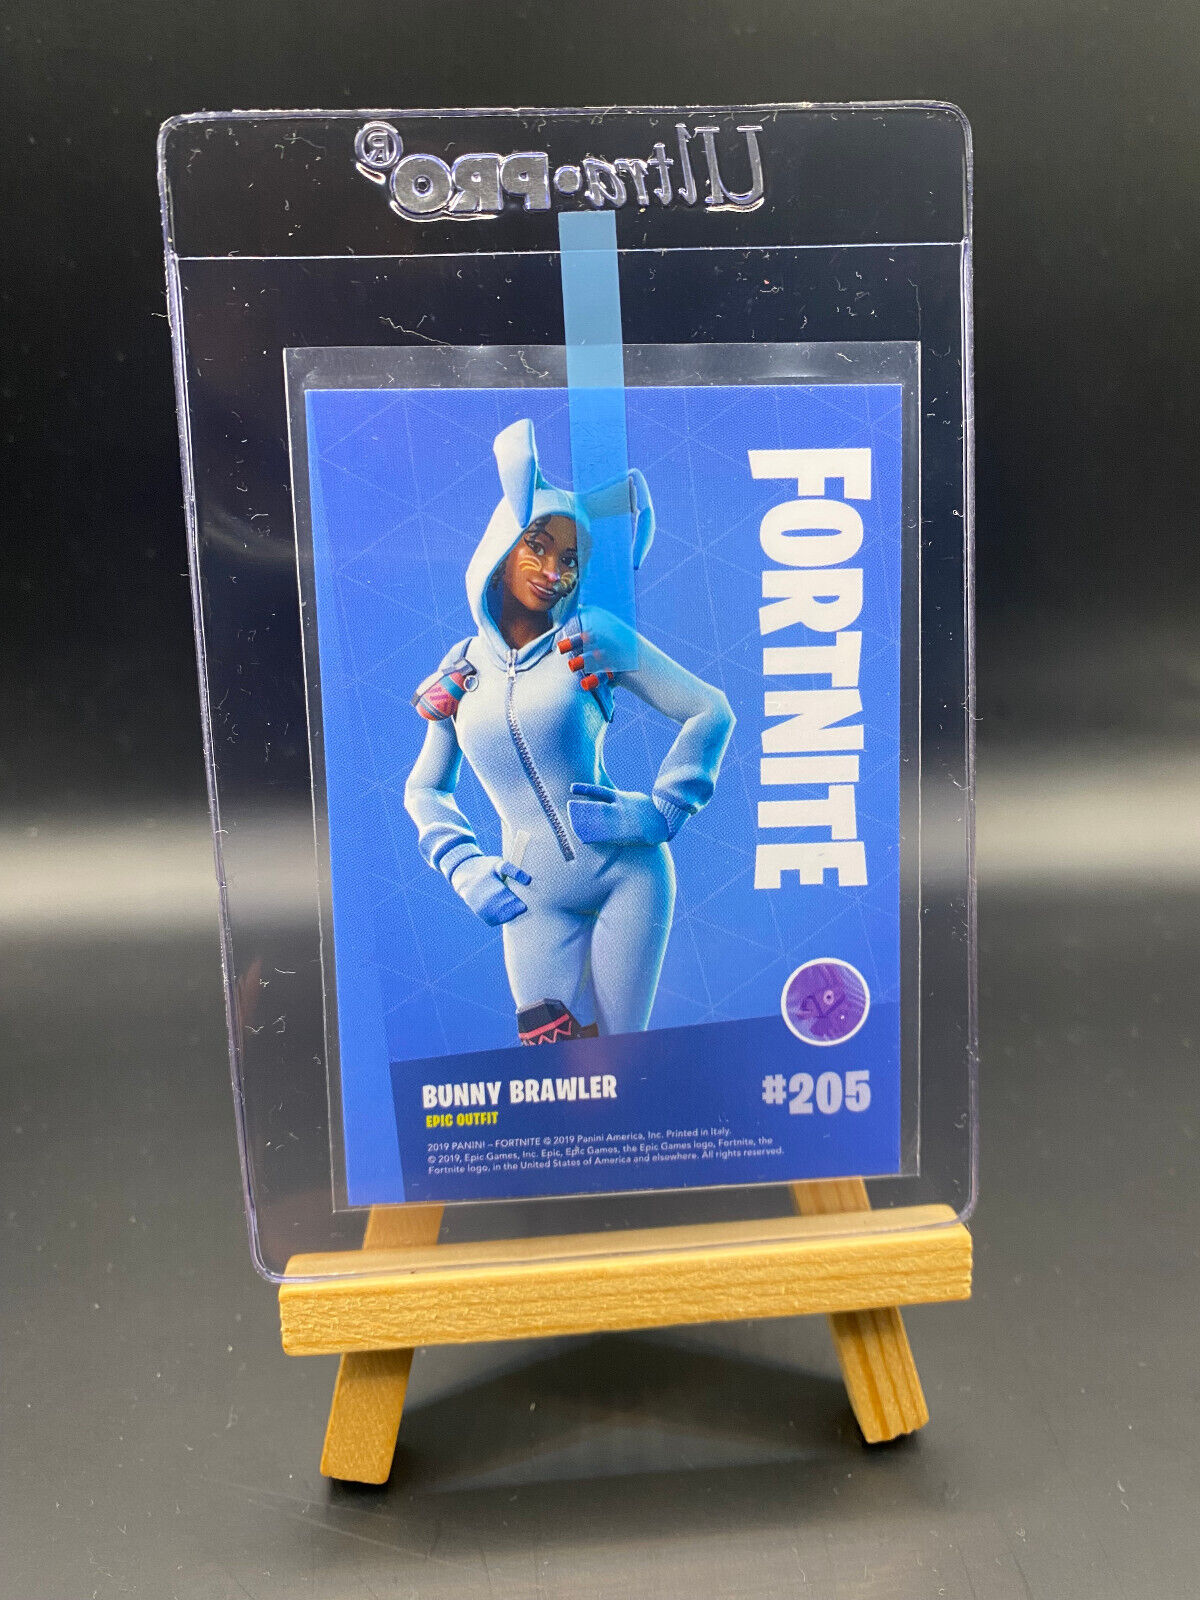 Ultra•PRO®
FORTNITE
BUNNY BRAWLER
EPIC OUTFIT
#205
2019 PANINI – FORTNITE © 2019 Panini America, Inc. Printed in Italy.
© 2019, Epic Games, Inc. Epic, Epic Games, the Epic Games logo, Fortnite, the
Fortnite logo, in the United States of America and elsewhere. All rights reserved.